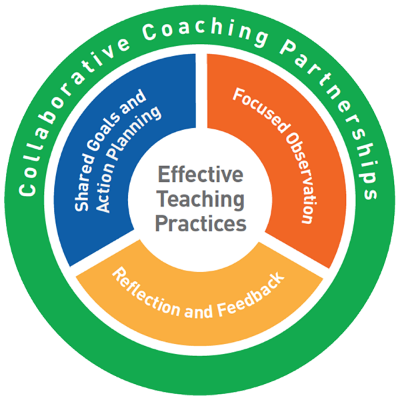 Collaborative Coaching Partnerships
Shared Goals and
Action Planning
Focused Observation
Effective
Teaching
Practices
Reflection and Feedback